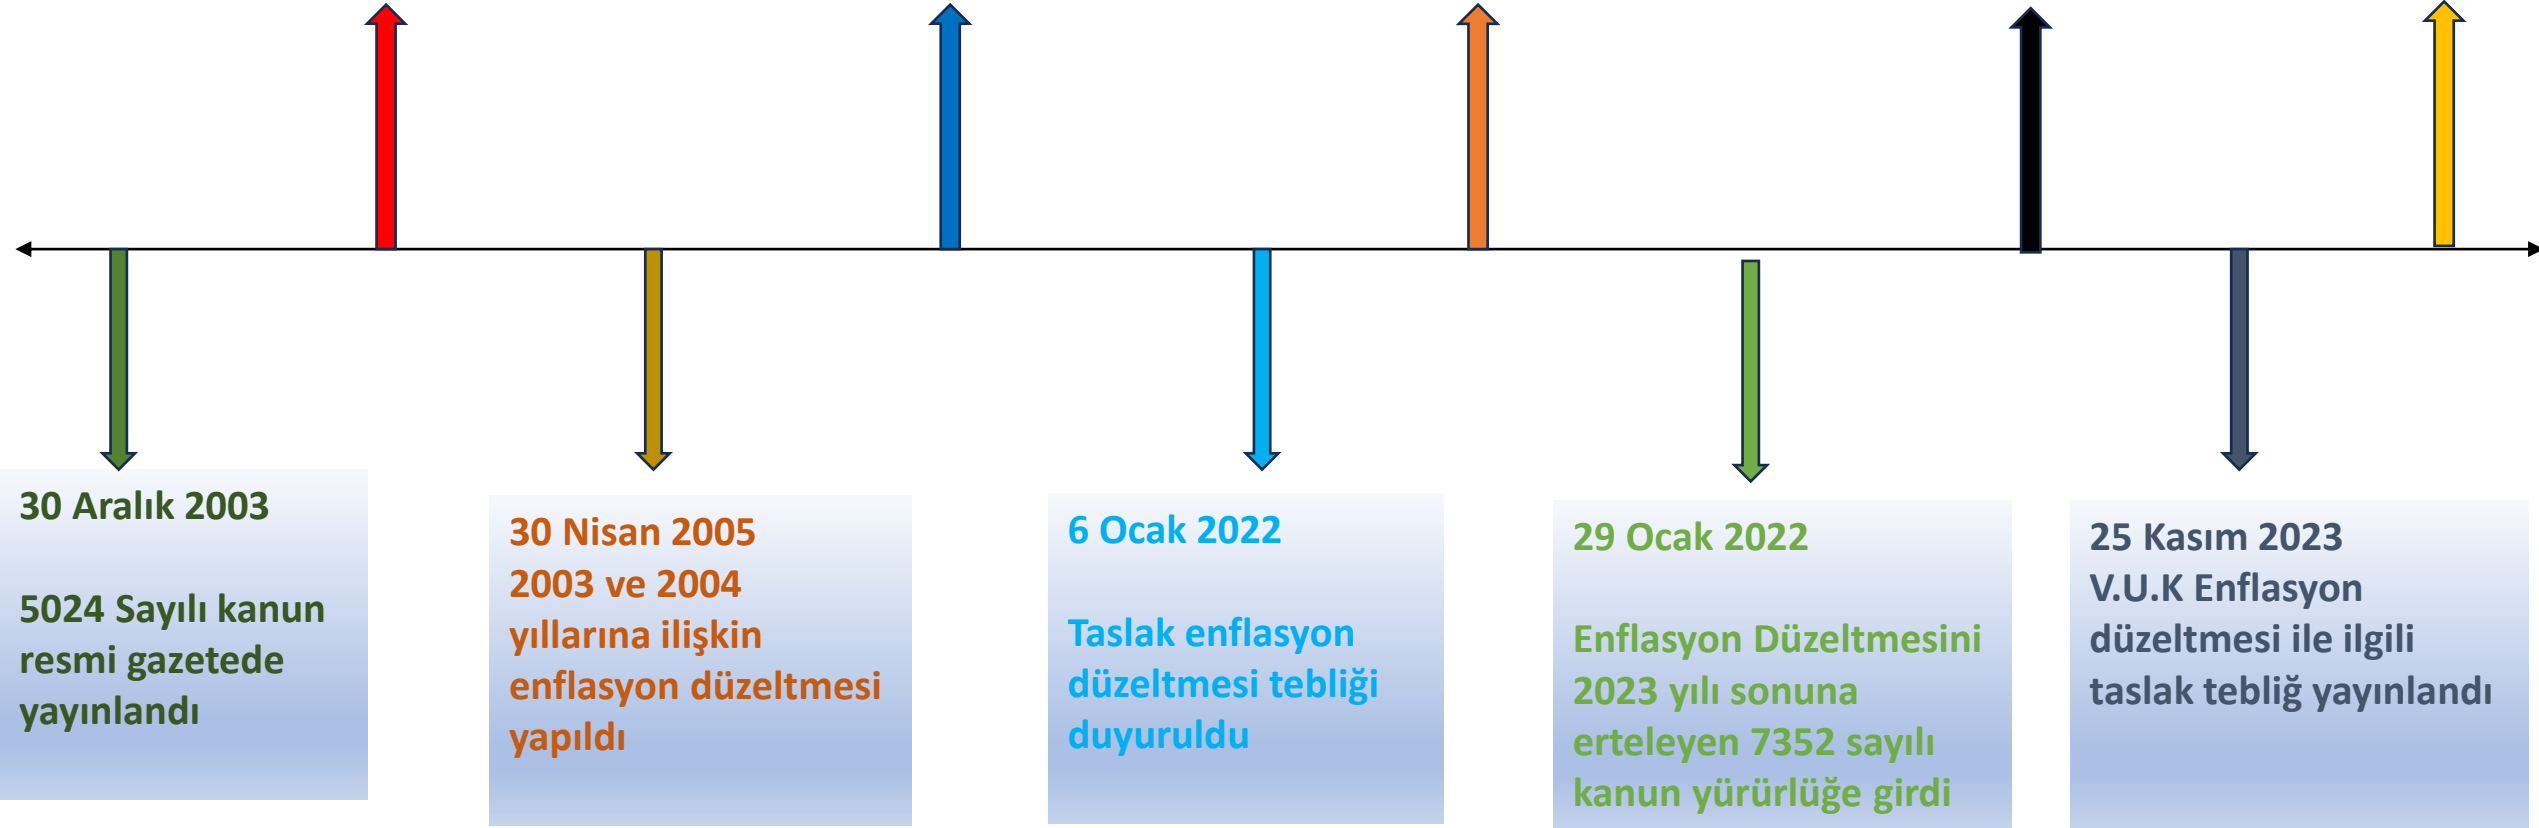 30 Aralık 2003
5024 Sayılı kanun
resmi gazetede
yayınlandı
30 Nisan 2005
2003 ve 2004
yıllarına ilişkin
enflasyon düzeltmesi
yapıldı
6 Ocak 2022
Taslak enflasyon
düzeltmesi tebliği
duyuruldu
29 Ocak 2022
Enflasyon Düzeltmesini
2023 yılı sonuna
erteleyen 7352 sayılı
kanun yürürlüğe girdi
25 Kasım 2023
V.U.K Enflasyon
düzeltmesi ile ilgili
taslak tebliğ yayınlandı